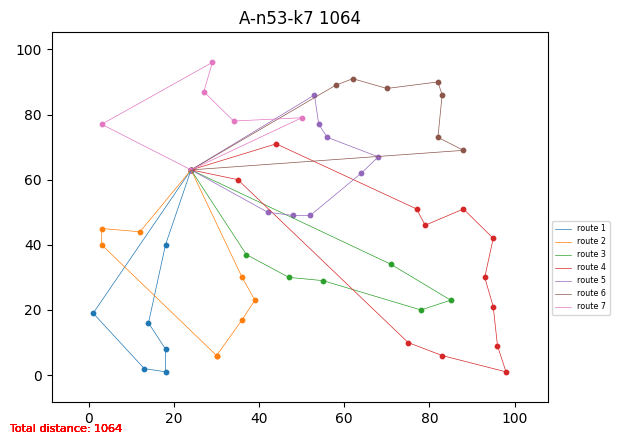 A-n53-k7 1064
100
80
60
40
20
0
0 20 40 60 80 100
route 1
route 2
route 3
route 4
route 5
route 6
route 7
Total distance: 1064